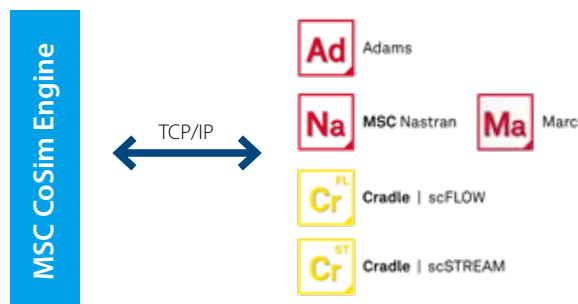 MSC CoSim Engine
TCP/IP
Ad Adams
Na MSC Nastran Ma Marc
FL
Cr Cradle | scFLOW
ST
Cr Cradle | scSTREAM